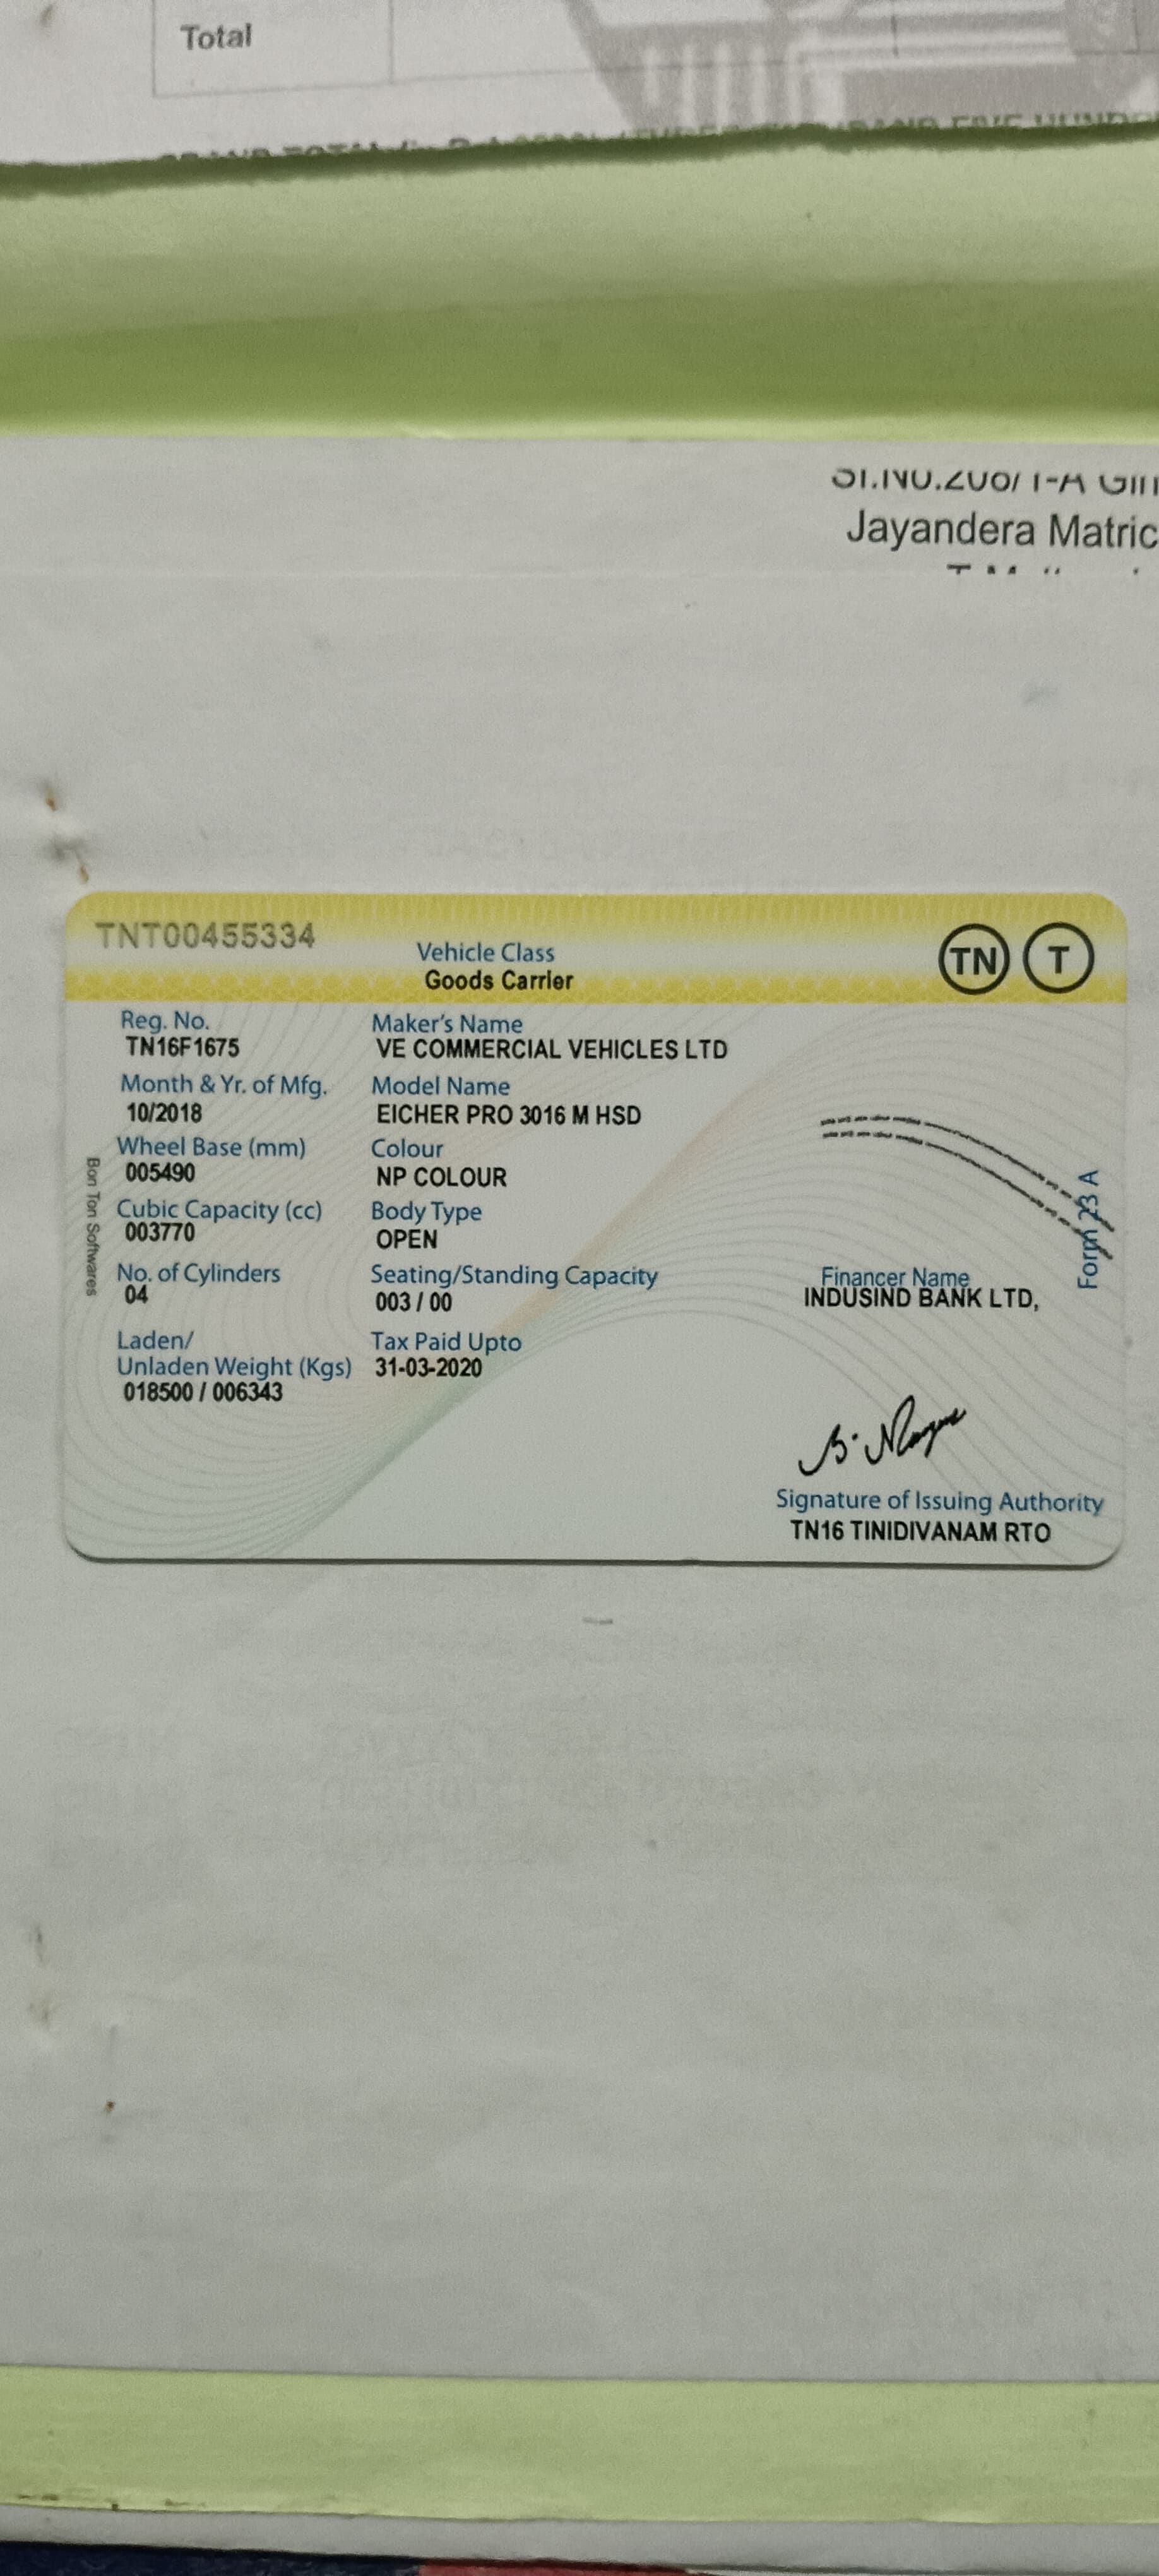 Total
FIVE
Jayandera Matric
TNT00455334
Vehicle Class
Goods Carrier
TN T
Reg. No.
TN16F1675
Maker's Name
VE COMMERCIAL VEHICLES LTD
Month & Yr. of Mfg.
10/2018
Model Name
EICHER PRO 3016 M HSD
Wheel Base (mm)
005490
Colour
NP COLOUR
Cubic Capacity (cc)
003770
Body Type
OPEN
No. of Cylinders
04
Seating/Standing Capacity
003 / 00
Laden/
Unladen Weight (Kgs)
018500 / 006343
Tax Paid Upto
31-03-2020
Bon Ton Softwares
Form 23 A
Financer Name
INDUSIND BANK LTD,
Signature of Issuing Authority
TN16 TINIDIVANAM RTO